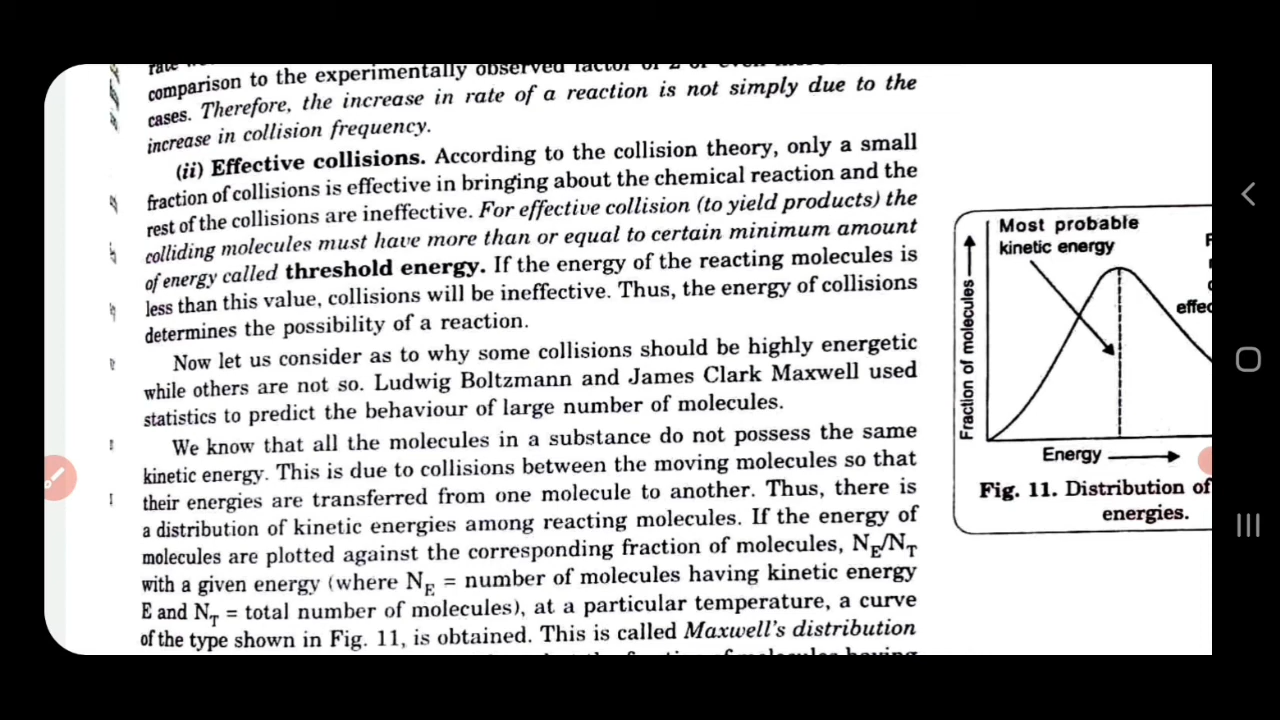 comparison to the experimentally observed factor of 2 or even more
cases. Therefore, the increase in rate of a reaction is not simply due to the
increase in collision frequency.
(ii) Effective collisions. According to the collision theory, only a small
fraction of collisions is effective in bringing about the chemical reaction and the
rest of the collisions are ineffective. For effective collision (to yield products) the
colliding molecules must have more than or equal to certain minimum amount
of energy called threshold energy. If the energy of the reacting molecules is
less than this value, collisions will be ineffective. Thus, the energy of collisions
determines the possibility of a reaction.
Now let us consider as to why some collisions should be highly energetic
while others are not so. Ludwig Boltzmann and James Clark Maxwell used
statistics to predict the behaviour of large number of molecules.
We know that all the molecules in a substance do not possess the same
kinetic energy. This is due to collisions between the moving molecules so that
their energies are transferred from one molecule to another. Thus, there is
a distribution of kinetic energies among reacting molecules. If the energy of
molecules are plotted against the corresponding fraction of molecules, N_E/N_T
with a given energy (where N_E = number of molecules having kinetic energy
E and N_T = total number of molecules), at a particular temperature, a curve
of the type shown in Fig. 11, is obtained. This is called Maxwell's distribution
Most probable
kinetic energy
effec
Fraction of molecules
Energy
Fig. 11. Distribution of
energies.